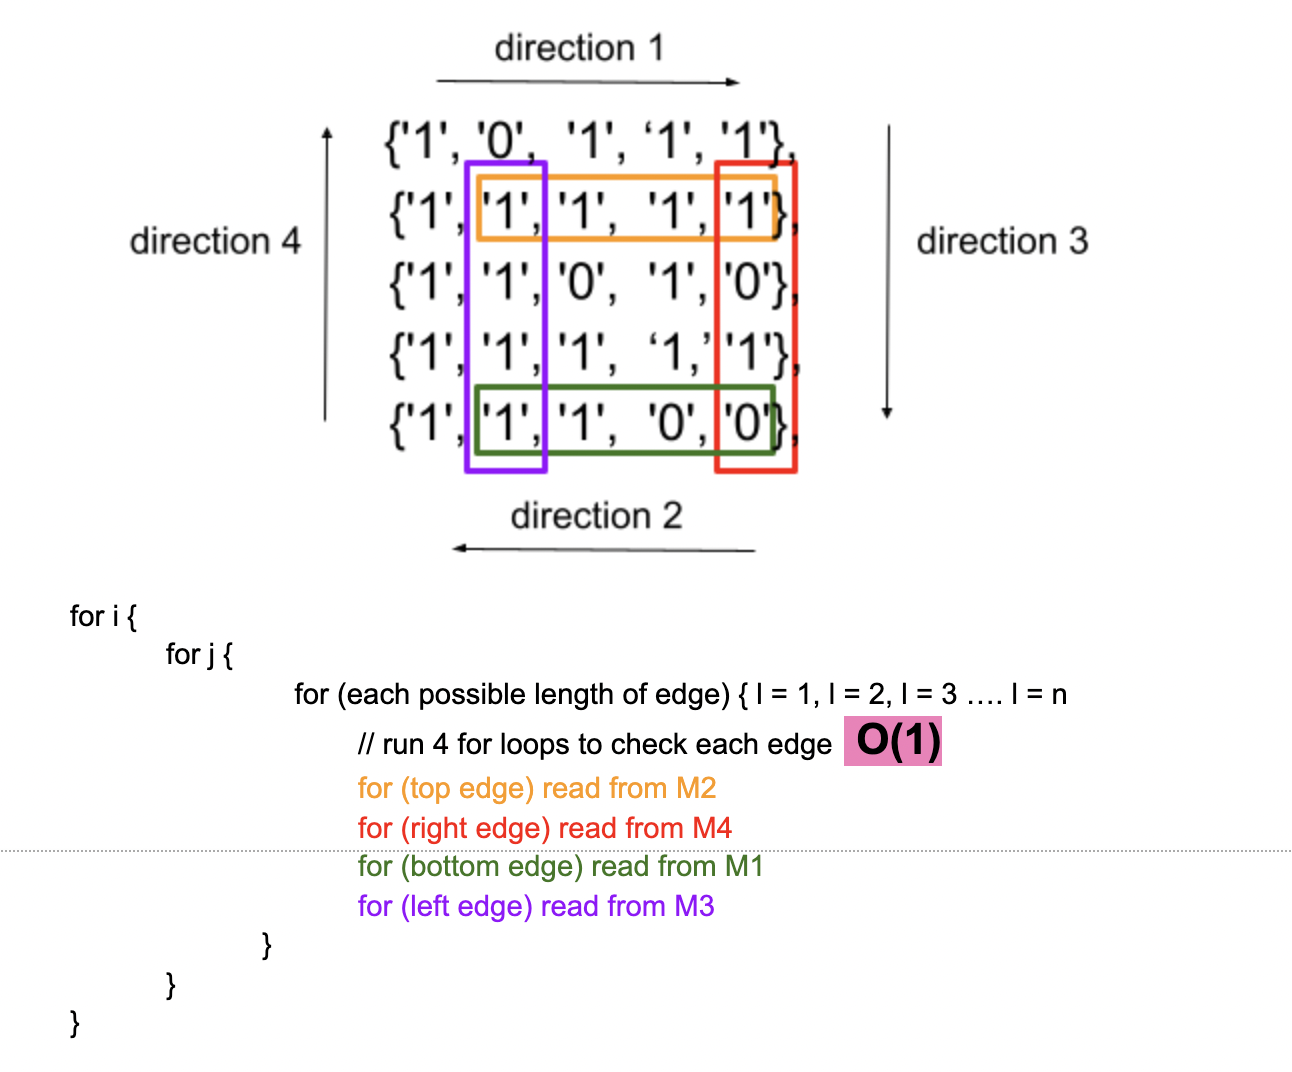 direction 1
{'1', '0', '1', ‘1', '1'},
{'1', '1', '1', '1', '1'},
direction 4
direction 3
{'1', '1', '0', '1', '0'},
{'1', '1', '1', ‘1,’ '1'},
{'1', '1', '1', '0', '0'},
direction 2
for i {
for j {
for (each possible length of edge) { l = 1, l = 2, l = 3 .... l = n
// run 4 for loops to check each edge O(1)
for (top edge) read from M2
for (right edge) read from M4
for (bottom edge) read from M1
for (left edge) read from M3
}
}
}